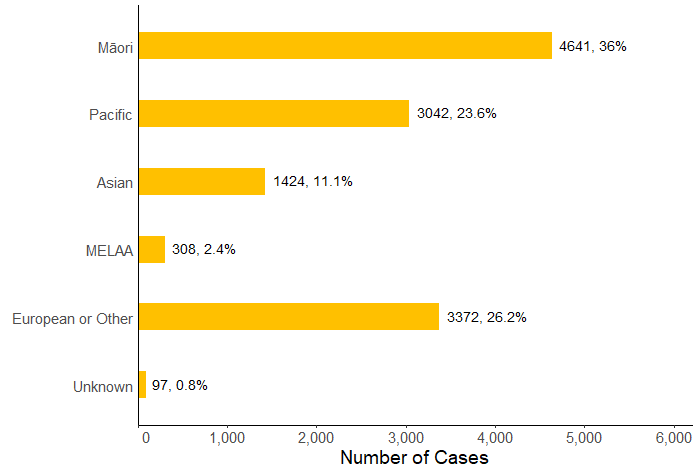 Māori 4641, 36%
Pacific 3042, 23.6%
Asian 1424, 11.1%
MELAA 308, 2.4%
European or Other 3372, 26.2%
Unknown 97, 0.8%
0 1,000 2,000 3,000 4,000 5,000 6,000
Number of Cases